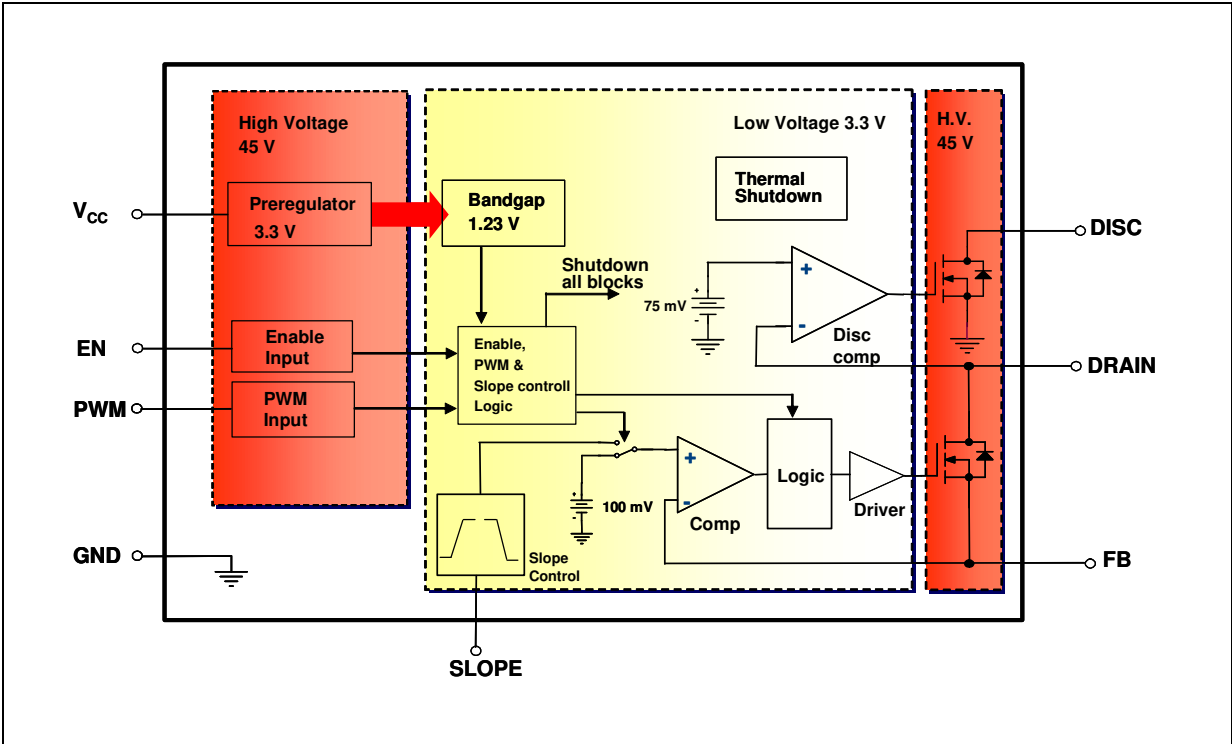 High Voltage
45 V
Low Voltage 3.3 V
H.V.
45 V
Thermal
Shutdown
VCC
Preregulator
3.3 V
Bandgap
1.23 V
DISC
+
Shutdown
all blocks
+
75 mV
-
-
Disc
comp
EN
Enable
Input
Enable,
PWM &
Slope controll
Logic
DRAIN
PWM
PWM
Input
+
Logic
+
100 mV
-
-
Comp
Driver
GND
Slope
Control
FB
SLOPE